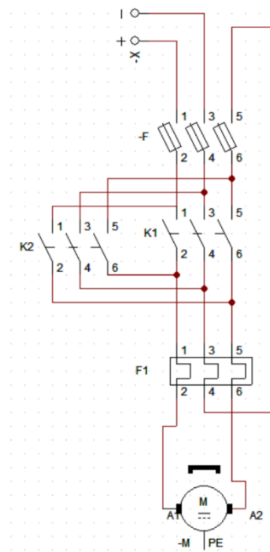 –
+
-X
1 3 5
-F
2 4 6
1 3 5 1 3 5
K2 K1
2 4 6 2 4 6
1 3 5
F1
2 4 6
M
A1 A2
-M PE